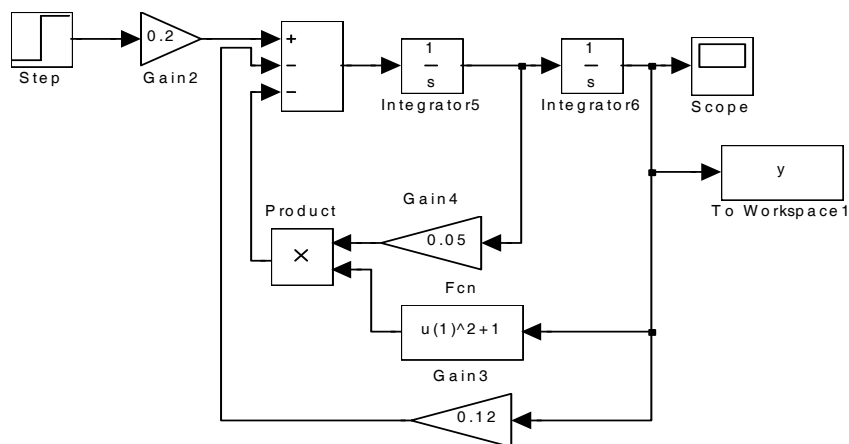 0.2
+
−
−
1
s
1
s
Step
Gain2
Integrator5
Integrator6
Scope
y
To Workspace1
Gain4
Product
0.05
×
Fcn
u(1)^2+1
Gain3
0.12